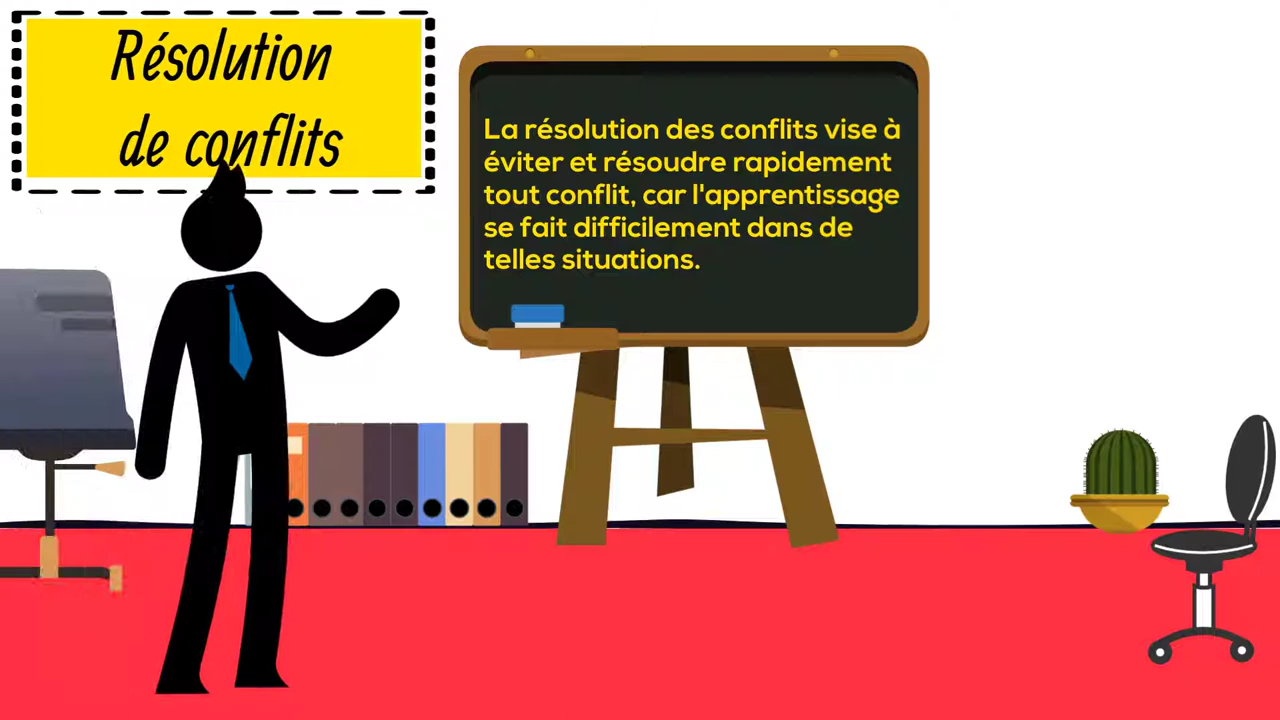 Résolution
de conflits
La résolution des conflits vise à
éviter et résoudre rapidement
tout conflit, car l'apprentissage
se fait difficilement dans de
telles situations.